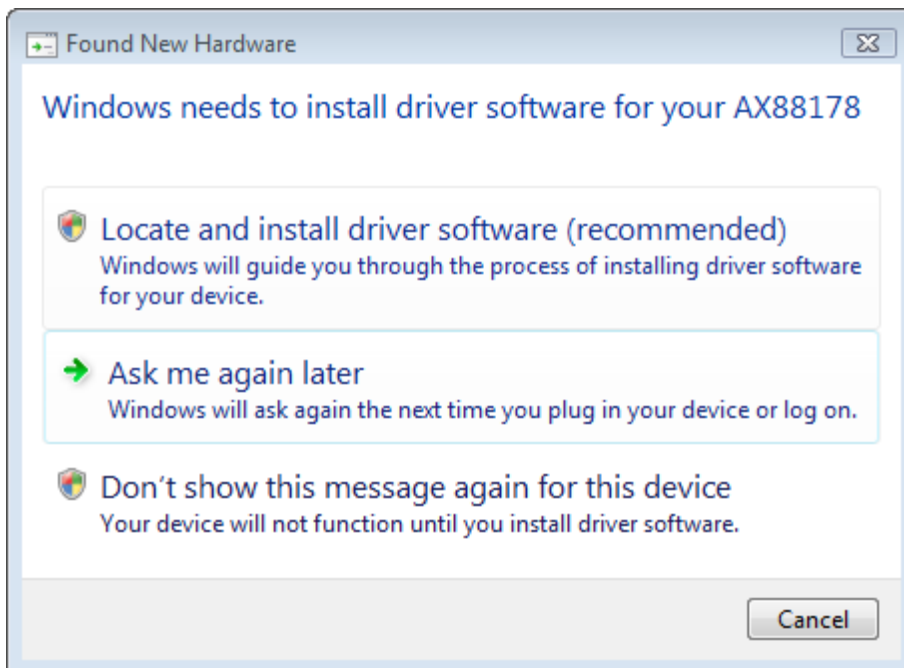 Found New Hardware
Windows needs to install driver software for your AX88178
Locate and install driver software (recommended)
Windows will guide you through the process of installing driver software
for your device.
Ask me again later
Windows will ask again the next time you plug in your device or log on.
Don't show this message again for this device
Your device will not function until you install driver software.
Cancel